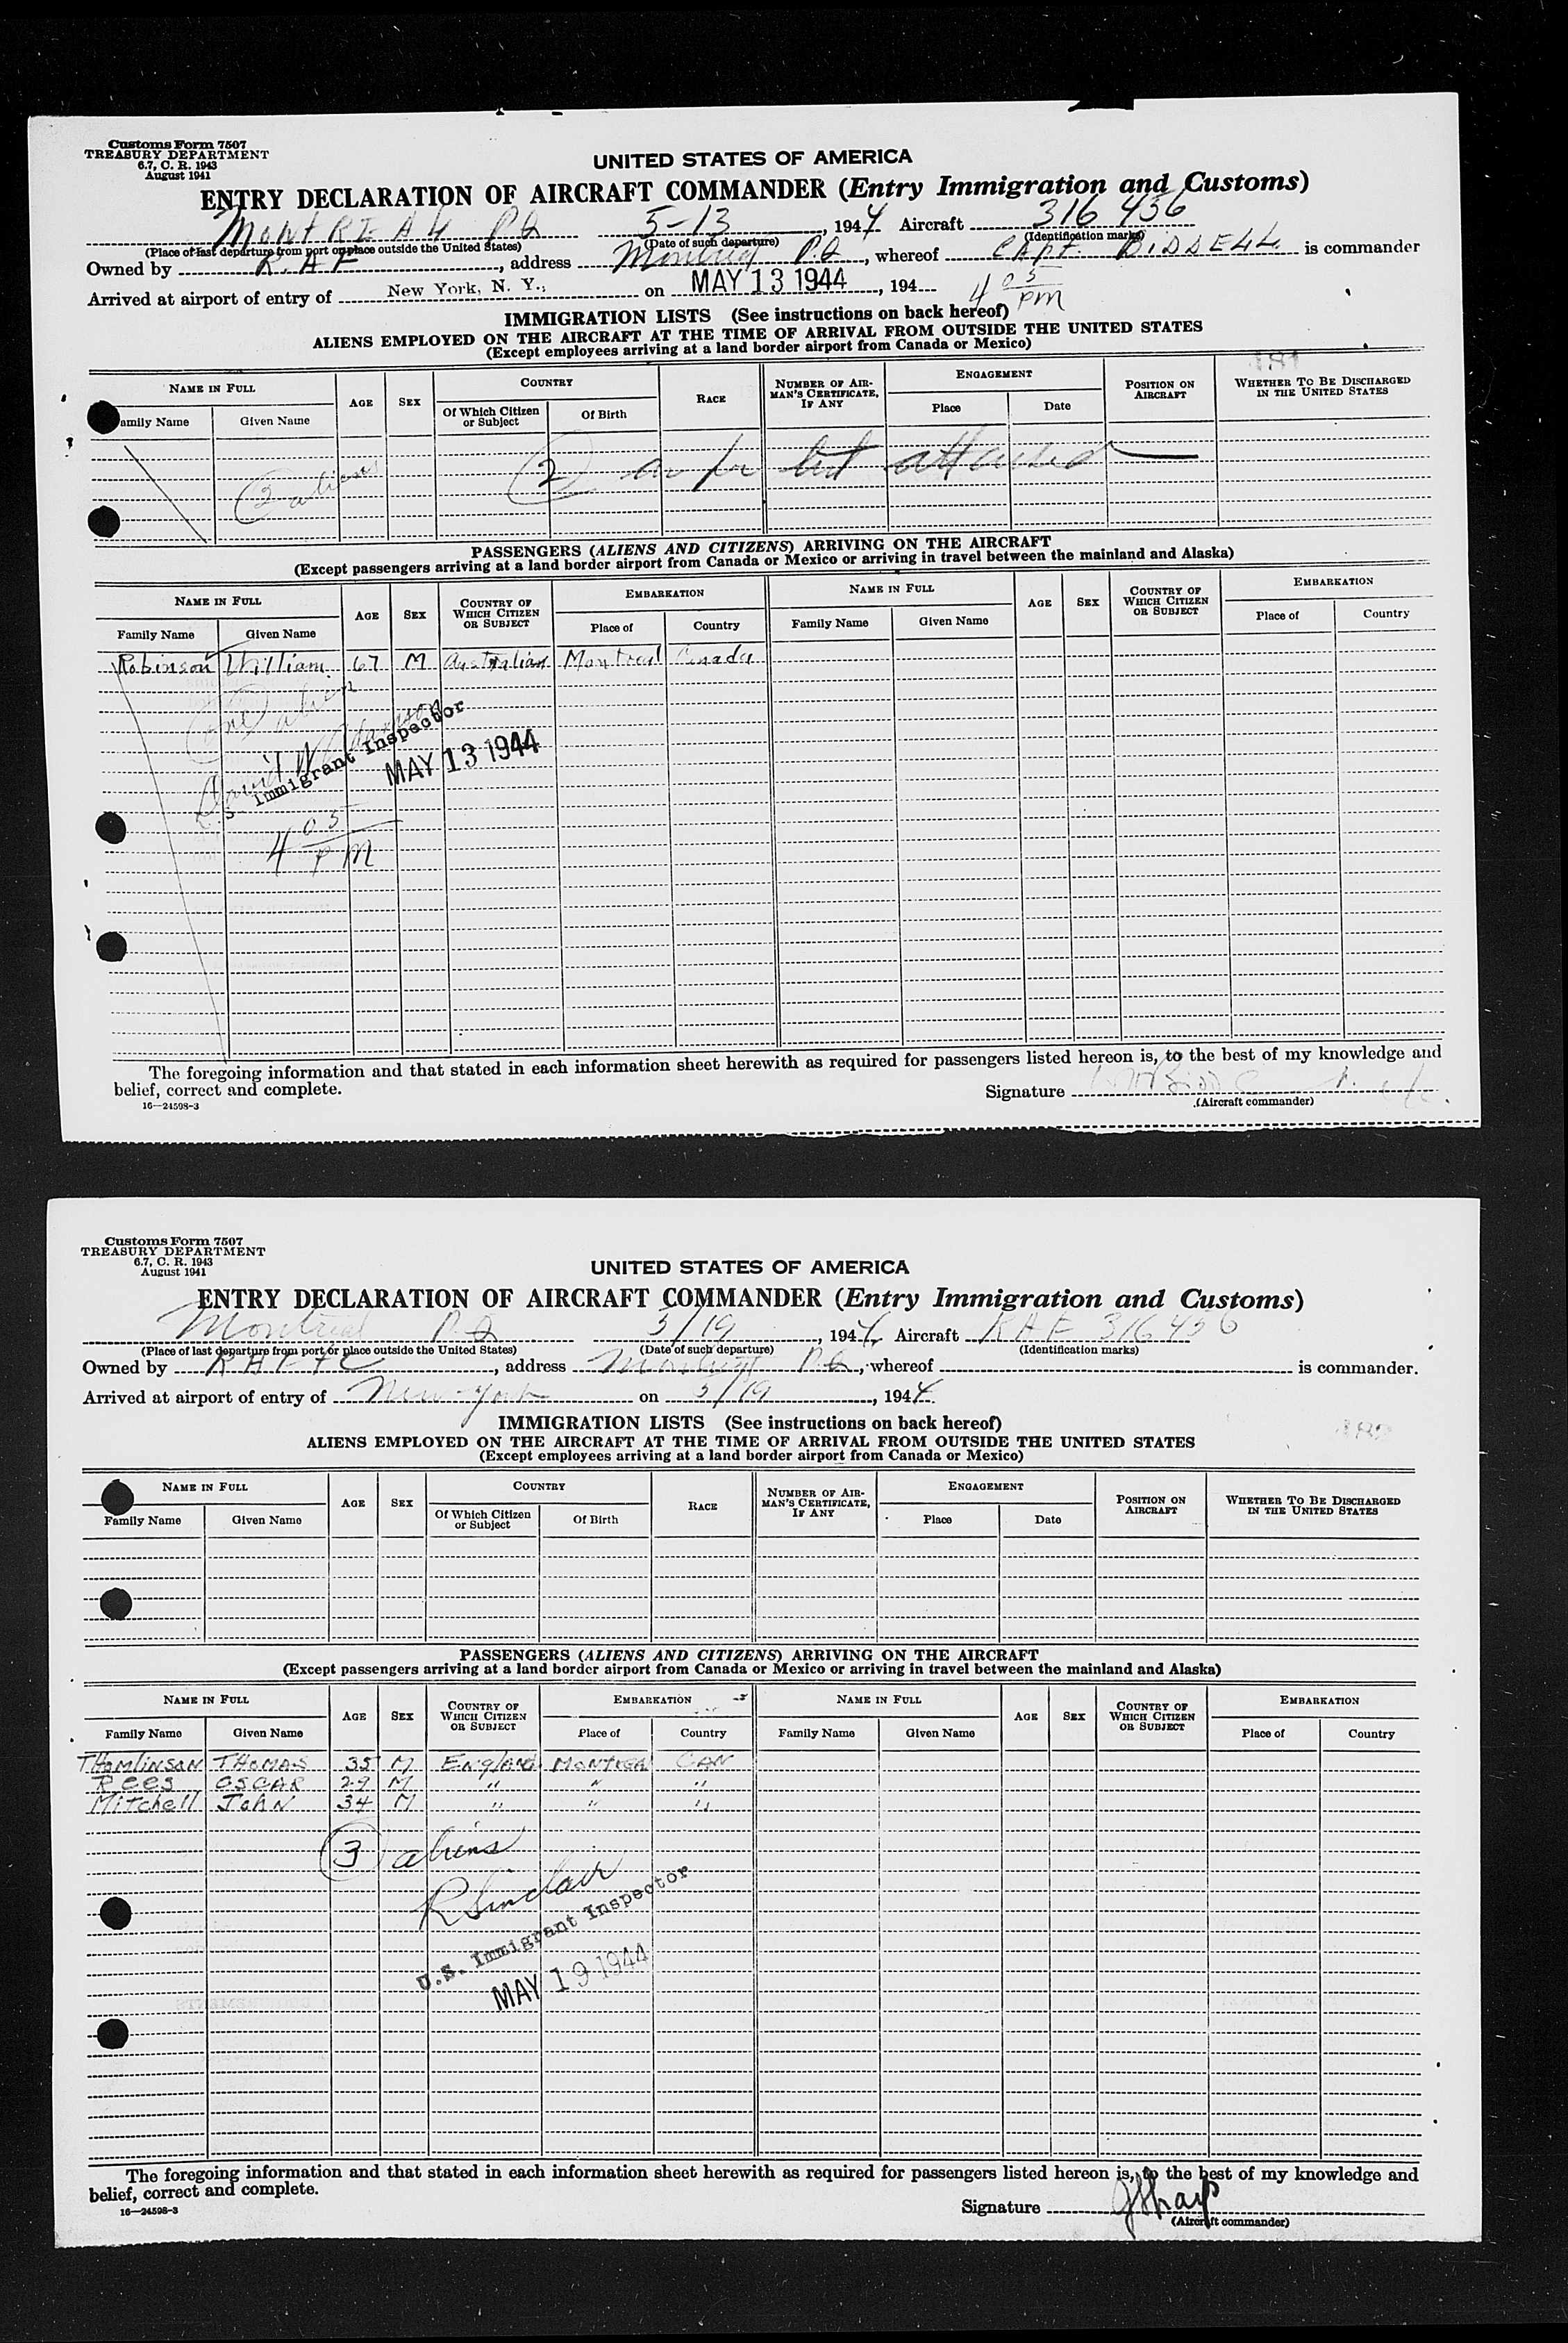 Customs Form 7507
TREASURY DEPARTMENT
6.7, C. R. 1943
August 1941
UNITED STATES OF AMERICA
ENTRY DECLARATION OF AIRCRAFT COMMANDER (Entry Immigration and Customs)
MONTREAL PQ 5-13, 1944 Aircraft 316456
(Place of last departure from port or place outside the United States) (Date of such departure) (Identification marks)
Owned by R.A F, address Montreal P.Q, whereof CAPT. BIDDELL is commander
Arrived at airport of entry of New York, N. Y., on MAY 13 1944, 194 4 05 PM
IMMIGRATION LISTS (See instructions on back hereof)
ALIENS EMPLOYED ON THE AIRCRAFT AT THE TIME OF ARRIVAL FROM OUTSIDE THE UNITED STATES
(Except employees arriving at a land border airport from Canada or Mexico)
NAME IN FULL AGE SEX COUNTRY RACE NUMBER OF AIRMAN'S CERTIFICATE, IF ANY ENGAGEMENT POSITION ON AIRCRAFT WHETHER TO BE DISCHARGED IN THE UNITED STATES
Family Name Given Name Of Which Citizen or Subject Of Birth Place Date
2 aliens 2 as per list attached
PASSENGERS (ALIENS AND CITIZENS) ARRIVING ON THE AIRCRAFT
(Except passengers arriving at a land border airport from Canada or Mexico or arriving in travel between the mainland and Alaska)
NAME IN FULL AGE SEX COUNTRY OF WHICH CITIZEN OR SUBJECT EMBARKATION NAME IN FULL AGE SEX COUNTRY OF WHICH CITIZEN OR SUBJECT EMBARKATION
Family Name Given Name Place of Country Family Name Given Name Place of Country
Robinson William 67 M Australian Montreal Canada
one alien
David W
Immigrant Inspector
MAY 13 1944
4 05 PM
The foregoing information and that stated in each information sheet herewith as required for passengers listed hereon is, to the best of my knowledge and
belief, correct and complete.
Signature
16—24598-3
(Aircraft commander)
Customs Form 7507
TREASURY DEPARTMENT
6.7, C. R. 1943
August 1941
UNITED STATES OF AMERICA
ENTRY DECLARATION OF AIRCRAFT COMMANDER (Entry Immigration and Customs)
Montreal P.Q 5/19, 1944 Aircraft RAF 316456
(Place of last departure from port or place outside the United States) (Date of such departure) (Identification marks)
Owned by RAFTC, address Montreal P.Q, whereof is commander.
Arrived at airport of entry of New York on 5/19, 1944
IMMIGRATION LISTS (See instructions on back hereof)
ALIENS EMPLOYED ON THE AIRCRAFT AT THE TIME OF ARRIVAL FROM OUTSIDE THE UNITED STATES
(Except employees arriving at a land border airport from Canada or Mexico)
NAME IN FULL AGE SEX COUNTRY RACE NUMBER OF AIRMAN'S CERTIFICATE, IF ANY ENGAGEMENT POSITION ON AIRCRAFT WHETHER TO BE DISCHARGED IN THE UNITED STATES
Family Name Given Name Of Which Citizen or Subject Of Birth Place Date
PASSENGERS (ALIENS AND CITIZENS) ARRIVING ON THE AIRCRAFT
(Except passengers arriving at a land border airport from Canada or Mexico or arriving in travel between the mainland and Alaska)
NAME IN FULL AGE SEX COUNTRY OF WHICH CITIZEN OR SUBJECT EMBARKATION NAME IN FULL AGE SEX COUNTRY OF WHICH CITIZEN OR SUBJECT EMBARKATION
Family Name Given Name Place of Country Family Name Given Name Place of Country
THomlinson THOMAS 35 M England MONTREAL CAN
Rees OSCAR 29 M " " "
Mitchell JOHN 34 M " " "
3 aliens
R Sinclair
U.S. Immigrant Inspector
MAY 19 1944
The foregoing information and that stated in each information sheet herewith as required for passengers listed hereon is, to the best of my knowledge and
belief, correct and complete.
16—24598-3
Signature
(Aircraft commander)